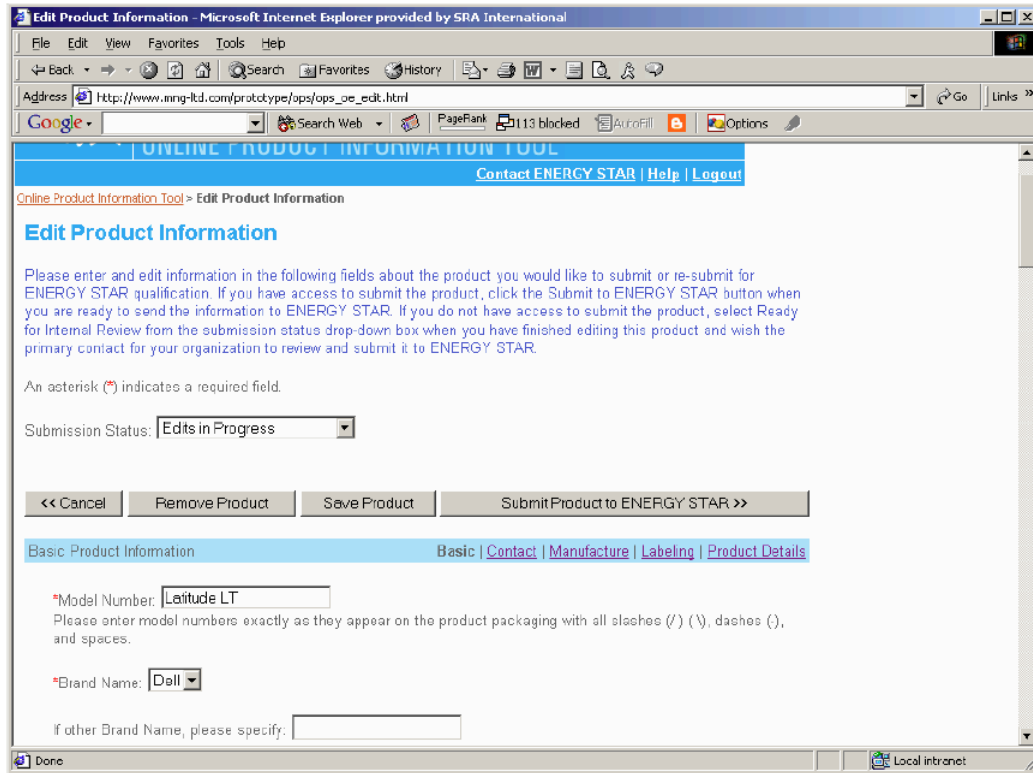 Edit Product Information - Microsoft Internet Explorer provided by SRA International
File Edit View Favorites Tools Help
Back Search Favorites History
Address http://www.mng-ltd.com/prototype/ops/ops_oe_edit.html Go Links »
Google Search Web PageRank 113 blocked AutoFill Options
ONLINE PRODUCT INFORMATION TOOL
Contact ENERGY STAR | Help | Logout
Online Product Information Tool > Edit Product Information
Edit Product Information
Please enter and edit information in the following fields about the product you would like to submit or re-submit for
ENERGY STAR qualification. If you have access to submit the product, click the Submit to ENERGY STAR button when
you are ready to send the information to ENERGY STAR. If you do not have access to submit the product, select Ready
for Internal Review from the submission status drop-down box when you have finished editing this product and wish the
primary contact for your organization to review and submit it to ENERGY STAR.
An asterisk (*) indicates a required field.
Submission Status: Edits in Progress
<< Cancel Remove Product Save Product Submit Product to ENERGY STAR >>
Basic Product Information Basic | Contact | Manufacture | Labeling | Product Details
*Model Number: Latitude LT
Please enter model numbers exactly as they appear on the product packaging with all slashes (/) (\), dashes (-),
and spaces.
*Brand Name: Dell
If other Brand Name, please specify:
Done Local intranet